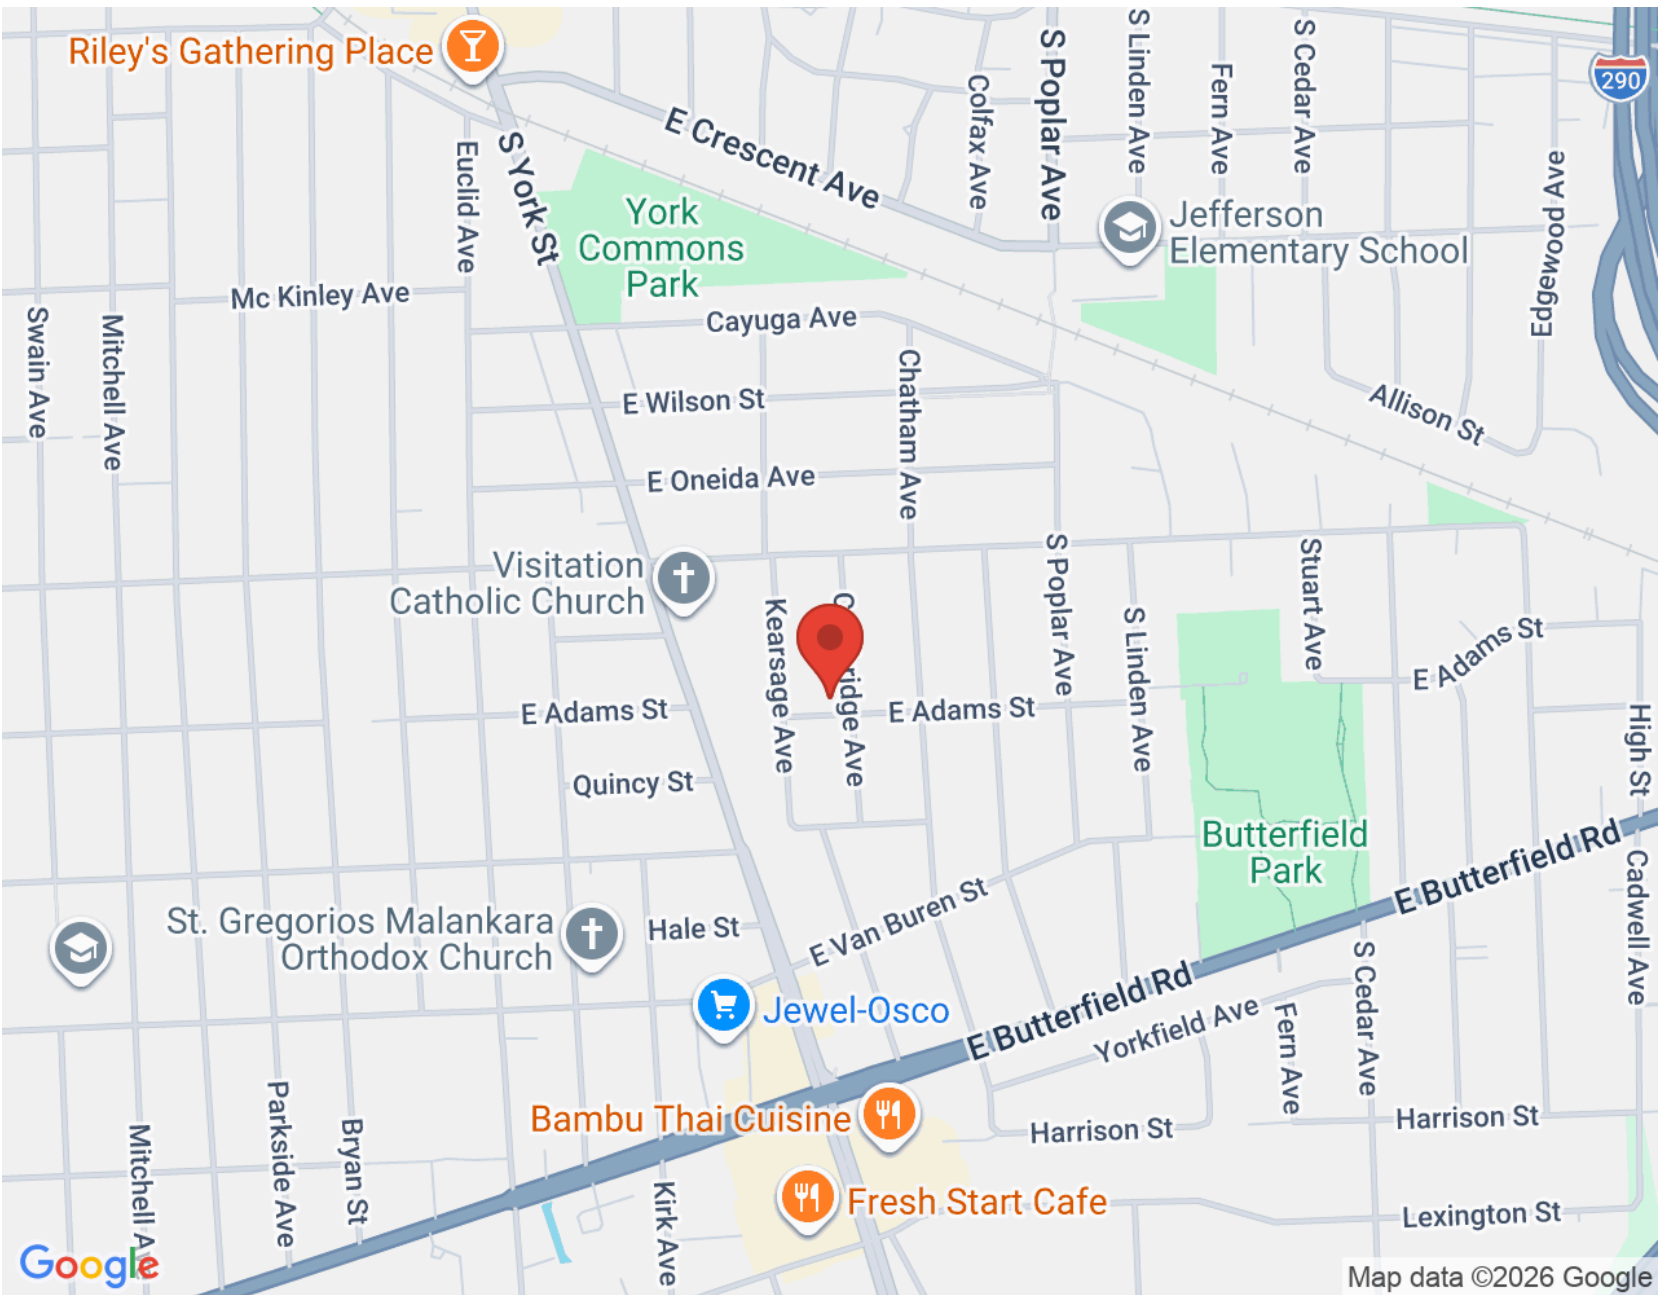 Riley's Gathering Place
S York St
Euclid Ave
E Crescent Ave
Colfax Ave
S Poplar Ave
S Linden Ave
Fern Ave
S Cedar Ave
290
Edgewood Ave
York
Commons
Park
Jefferson
Elementary School
Mc Kinley Ave
Swain Ave
Mitchell Ave
Cayuga Ave
Chatham Ave
E Wilson St
Allison St
E Oneida Ave
Visitation
Catholic Church
Kearsage Ave
S Poplar Ave
S Linden Ave
Stuart Ave
E Adams St
E Adams St
E Adams St
High St
Quincy St
Butterfield
Park
E Butterfield Rd
Cadwell Ave
St. Gregorios Malankara
Orthodox Church
Hale St
E Van Buren St
Jewel-Osco
E Butterfield Rd
Yorkfield Ave
Fern Ave
S Cedar Ave
Bambu Thai Cuisine
Harrison St
Harrison St
Parkside Ave
Bryan St
Mitchell Av
Kirk Ave
Fresh Start Cafe
Lexington St
Google
Map data ©2026 Google